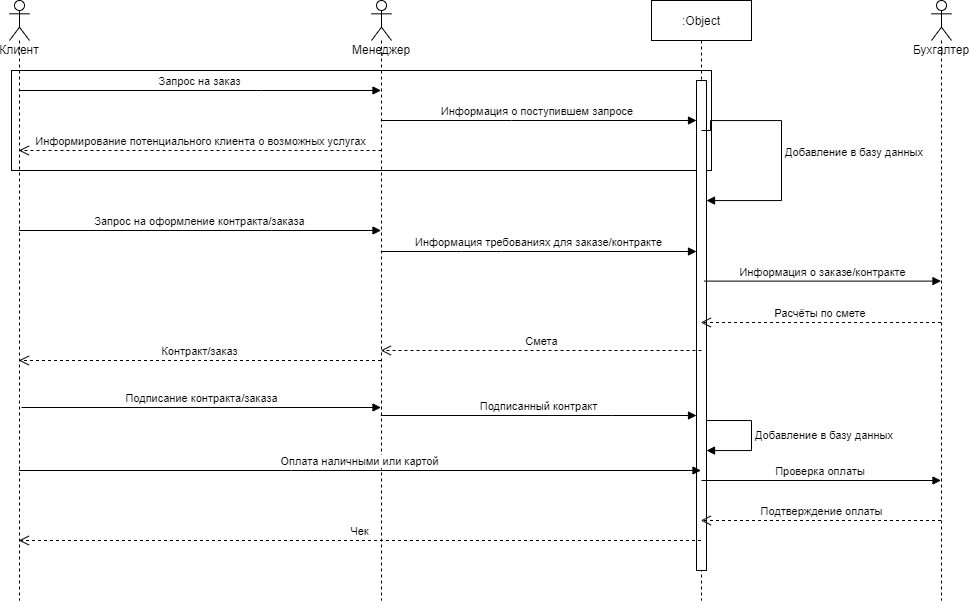 Клиент
Менеджер
:Object
Бухгалтер
Запрос на заказ
Информация о поступившем запросе
Информирование потенциального клиента о возможных услугах
Добавление в базу данных
Запрос на оформление контракта/заказа
Информация требованиях для заказе/контракте
Информация о заказе/контракте
Расчёты по смете
Смета
Контракт/заказ
Подписание контракта/заказа
Подписанный контракт
Добавление в базу данных
Оплата наличными или картой
Проверка оплаты
Подтверждение оплаты
Чек